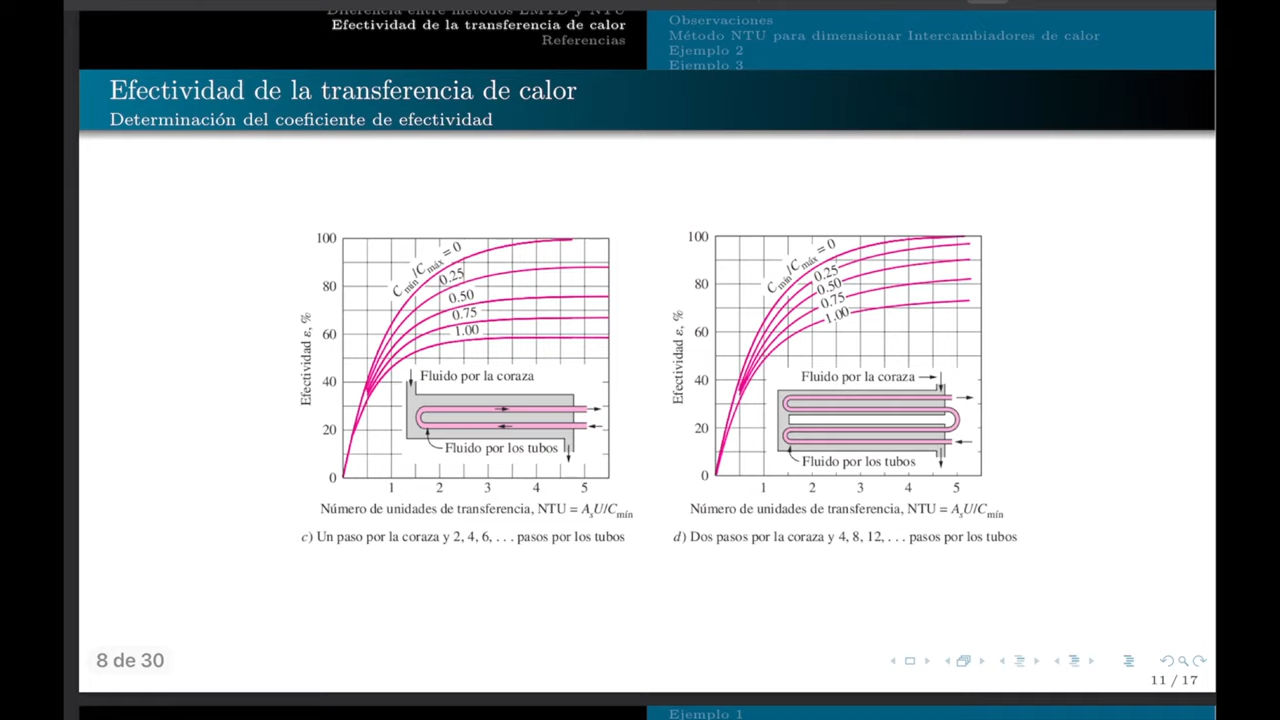 Diferencia entre métodos LMTD y NTU
Efectividad de la transferencia de calor
Referencias
Observaciones
Método NTU para dimensionar Intercambiadores de calor
Ejemplo 2
Ejemplo 3
Efectividad de la transferencia de calor
Determinación del coeficiente de efectividad
100
80
60
40
20
0
Efectividad ε, %
Cmín/Cmáx = 0
0.25
0.50
0.75
1.00
Fluido por la coraza
Fluido por los tubos
1 2 3 4 5
Número de unidades de transferencia, NTU = AsU/Cmín
c) Un paso por la coraza y 2, 4, 6, . . . pasos por los tubos
100
80
60
40
20
0
Efectividad ε, %
Cmín/Cmáx = 0
0.25
0.50
0.75
1.00
Fluido por la coraza
Fluido por los tubos
1 2 3 4 5
Número de unidades de transferencia, NTU = AsU/Cmín
d) Dos pasos por la coraza y 4, 8, 12, . . . pasos por los tubos
8 de 30
11 / 17
Ejemplo 1